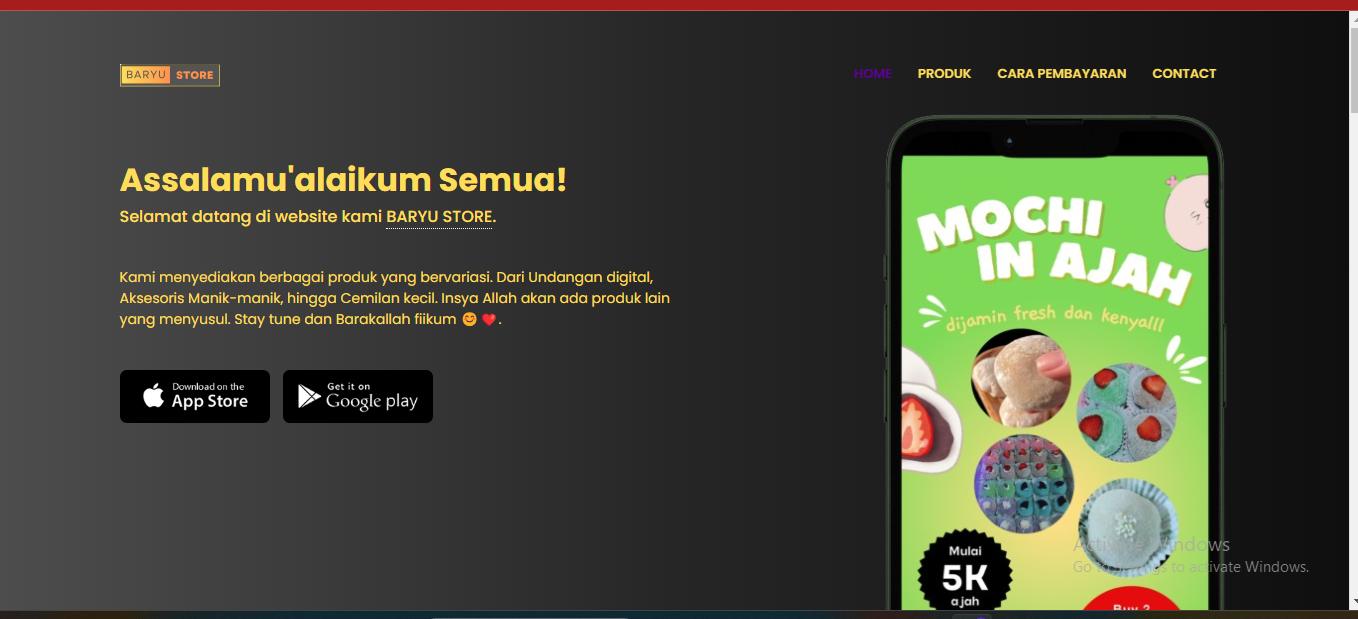 BARYU STORE
HOME PRODUK CARA PEMBAYARAN CONTACT
Assalamu'alaikum Semua!
Selamat datang di website kami BARYU STORE.
Kami menyediakan berbagai produk yang bervariasi. Dari Undangan digital,
Aksesoris Manik-manik, hingga Cemilan kecil. Insya Allah akan ada produk lain
yang menyusul. Stay tune dan Barakallah fiikum 😊 ❤️.
Download on the
App Store
Get it on
Google play
MOCHI
IN AJAH
dijamin fresh dan kenyalll
Mulai
5K
ajah
Buy 2
Activate Windows
Go to Settings to activate Windows.